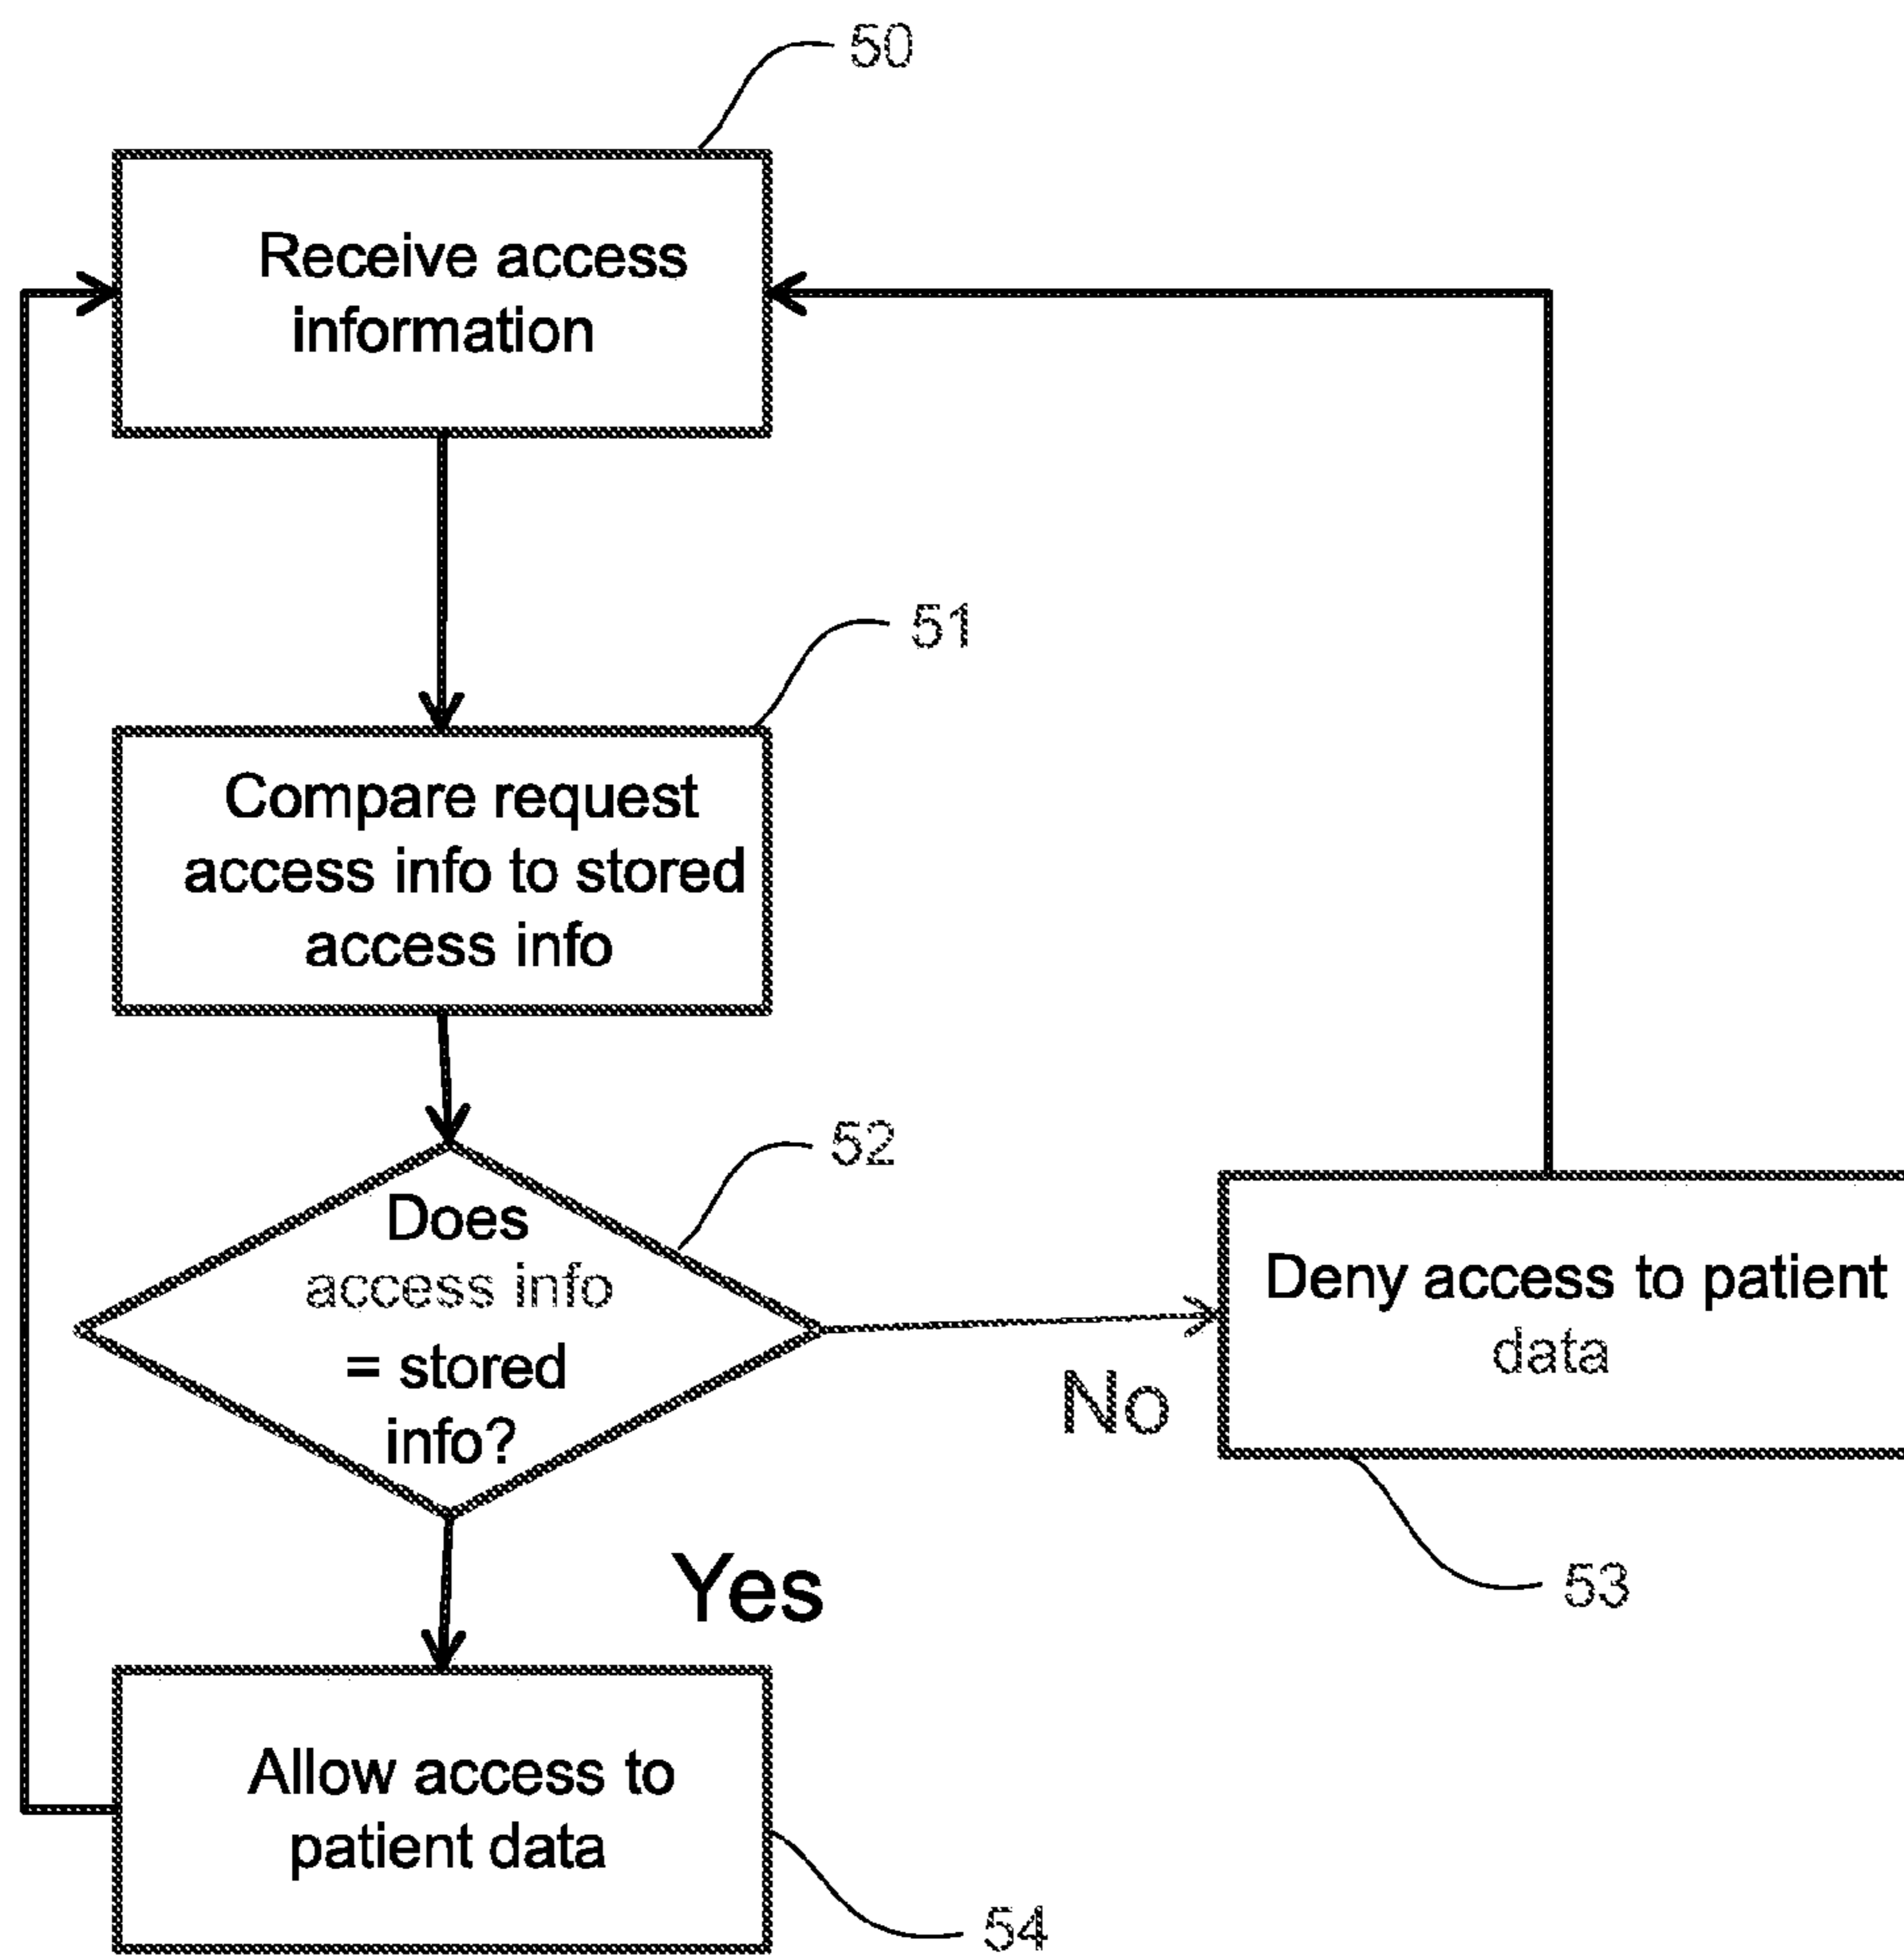 50
Receive access
information
51
Compare request
access info to stored
access info
52
Does
access info
= stored
info?
No
Deny access to patient
data
53
Yes
Allow access to
patient data
54